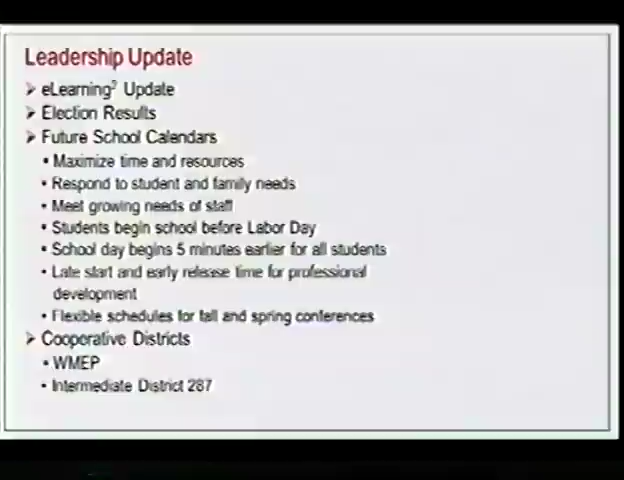 Leadership Update
➢ eLearning² Update
➢ Election Results
➢ Future School Calendars
• Maximize time and resources
• Respond to student and family needs
• Meet growing needs of staff
• Students begin school before Labor Day
• School day begins 5 minutes earlier for all students
• Late start and early release time for professional
development
• Flexible schedules for fall and spring conferences
➢ Cooperative Districts
• WMEP
• Intermediate District 287